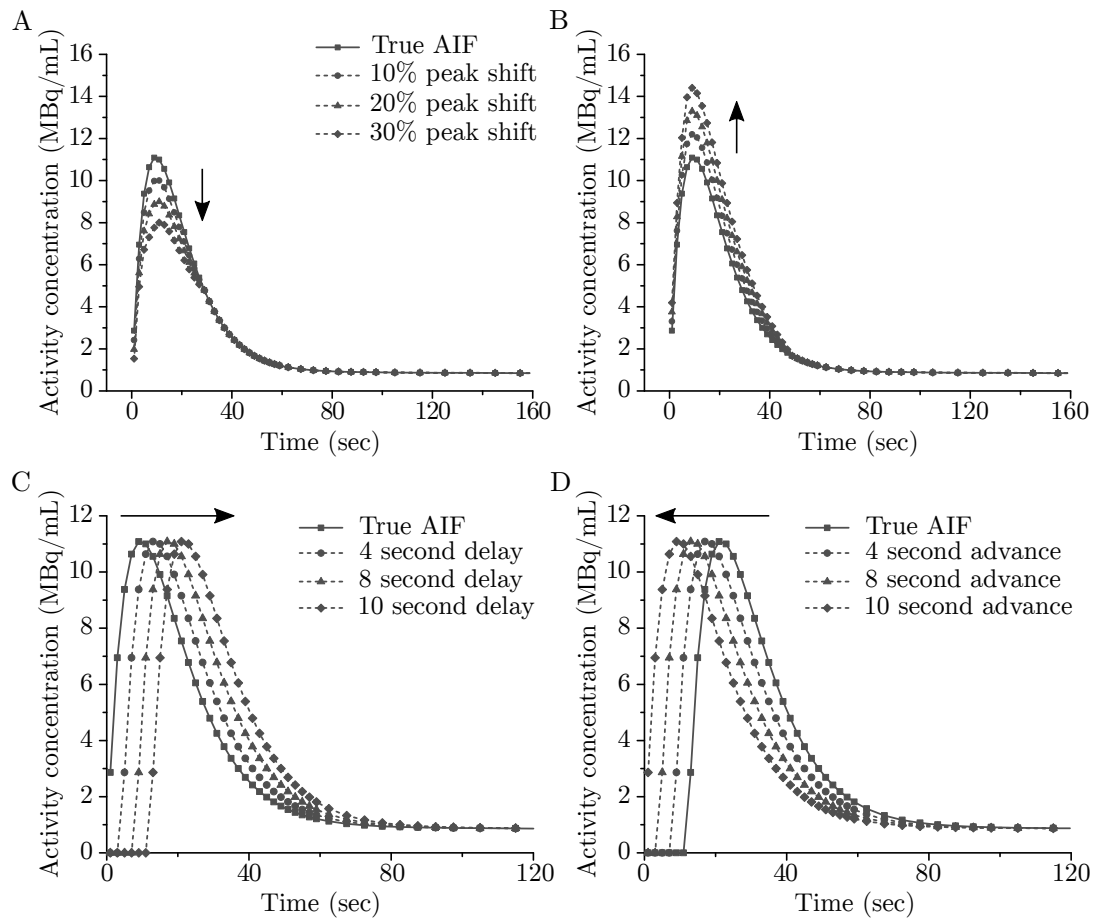 A
True AIF
10% peak shift
20% peak shift
30% peak shift
Activity concentration (MBq/mL)
16
14
12
10
8
6
4
2
0
0 40 80 120 160
Time (sec)
B
Activity concentration (MBq/mL)
16
14
12
10
8
6
4
2
0
0 40 80 120 160
Time (sec)
C
True AIF
4 second delay
8 second delay
10 second delay
Activity concentration (MBq/mL)
12
10
8
6
4
2
0
0 20 40 60 80 100 120
Time (sec)
D
True AIF
4 second advance
8 second advance
10 second advance
Activity concentration (MBq/mL)
12
10
8
6
4
2
0
0 40 80 120
Time (sec)